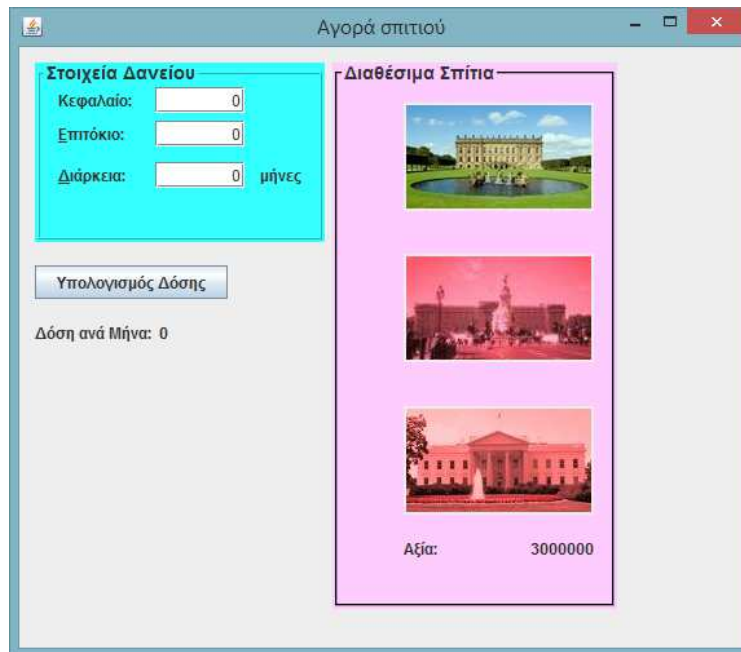 Αγορά σπιτιού
Στοιχεία Δανείου
Κεφαλαίο: 0
Επιτόκιο: 0
Διάρκεια: 0 μήνες
Υπολογισμός Δόσης
Δόση ανά Μήνα: 0
Διαθέσιμα Σπίτια
Αξία: 3000000